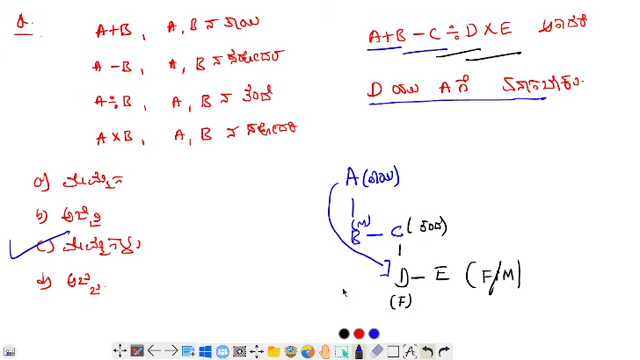 Q.
A+B, A, B ನ ತಾಯಿ
A-B, A, B ನ ಸಹೋದರ
A÷B, A, B ನ ತಂದೆ
A×B, A, B ನ ಸಹೋದರಿ
A+B-C÷D×E ಆದರೆ
D ಯು A ಗೆ ಏನಾಗಬೇಕು
a) ಮೊಮ್ಮಗ
b) ಅಜ್ಜಿ
c) ಮೊಮ್ಮಗಳು
d) ಅಜ್ಜ
A (ತಾಯಿ)
(M)
B - C (ತಂದೆ)
D - E (F/M)
(F)